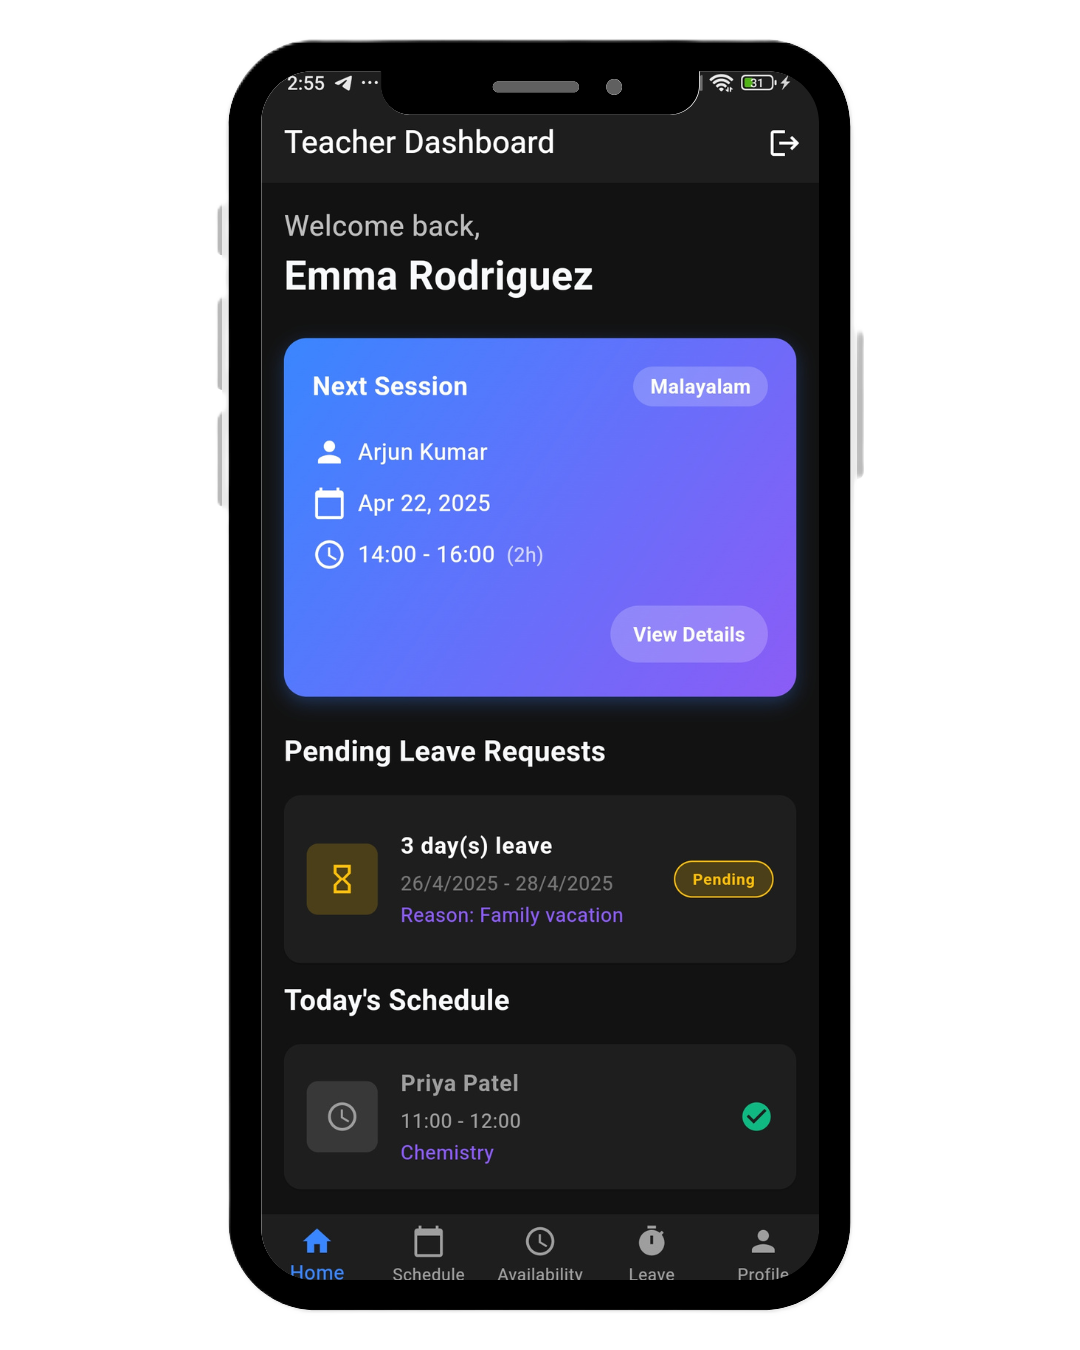 2:55
31
Teacher Dashboard
Welcome back,
Emma Rodriguez
Next Session
Malayalam
Arjun Kumar
Apr 22, 2025
14:00 - 16:00 (2h)
View Details
Pending Leave Requests
3 day(s) leave
26/4/2025 - 28/4/2025
Reason: Family vacation
Pending
Today's Schedule
Priya Patel
11:00 - 12:00
Chemistry
Home
Schedule
Availability
Leave
Profile